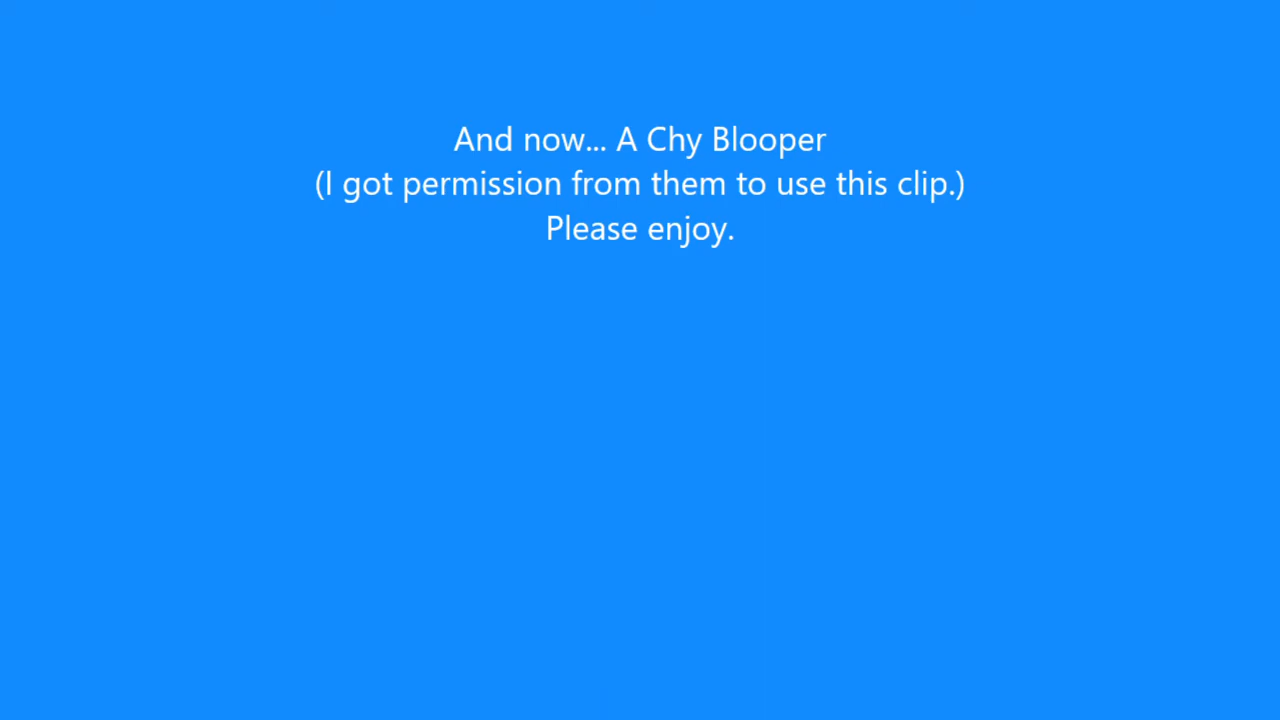 And now... A Chy Blooper
(I got permission from them to use this clip.)
Please enjoy.